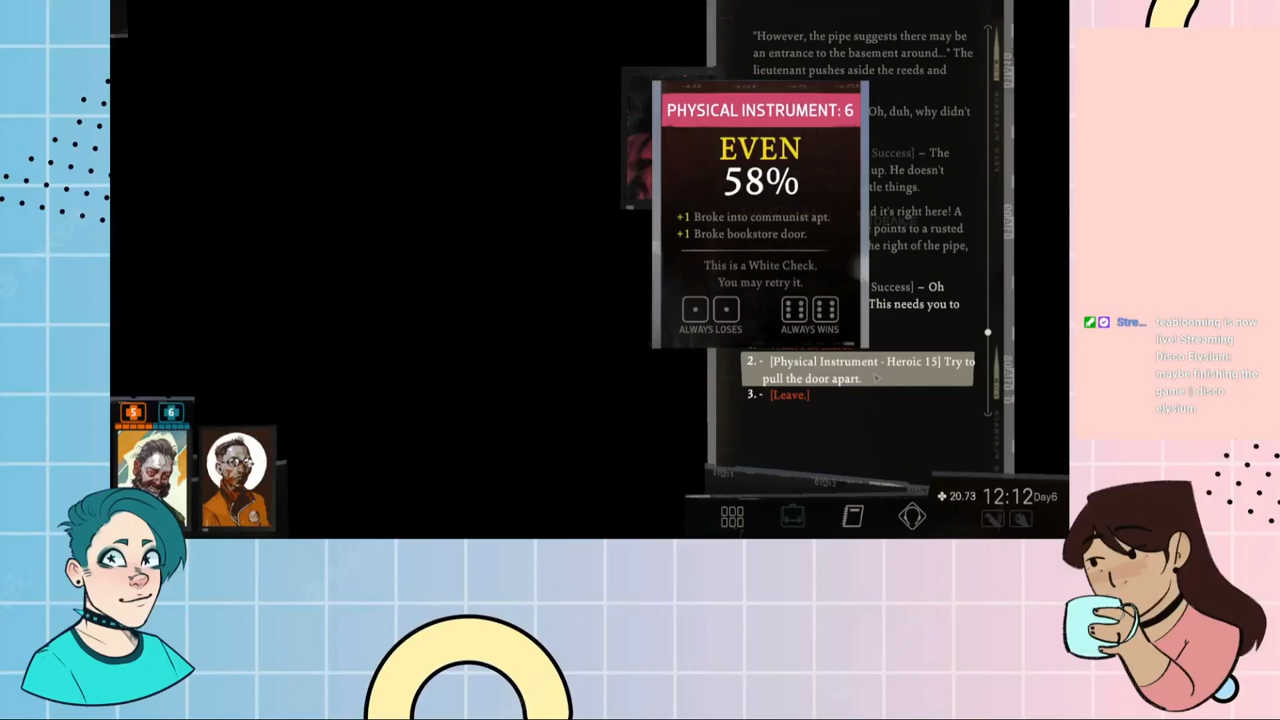 "However, the pipe suggests there may be
an entrance to the basement around..." The
lieutenant pushes aside the reeds and
Oh, duh, why didn't
Success] – The
up. He doesn't
tle things.
d it's right here! A
points to a rusted
he right of the pipe,
Success] – Oh
This needs you to
PHYSICAL INSTRUMENT: 6
EVEN
58%
+1 Broke into communist apt.
+1 Broke bookstore door.
This is a White Check.
You may retry it.
ALWAYS LOSES
ALWAYS WINS
2. - [Physical Instrument - Heroic 15] Try to
pull the door apart.
3. - [Leave.]
5 6
20.73 12:12 Day6
Stre... teablooming is now
live! Streaming
Disco Elysium:
maybe finishing the
game || disco
elysium